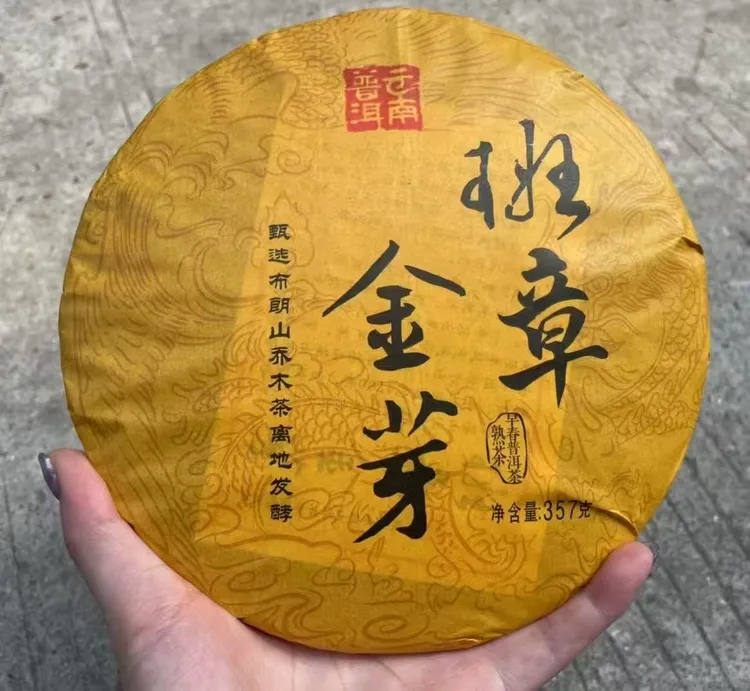 云南
普洱
班章
金芽
早春普洱茶
熟茶
甄选布朗山乔木茶离地发酵
净含量:357克